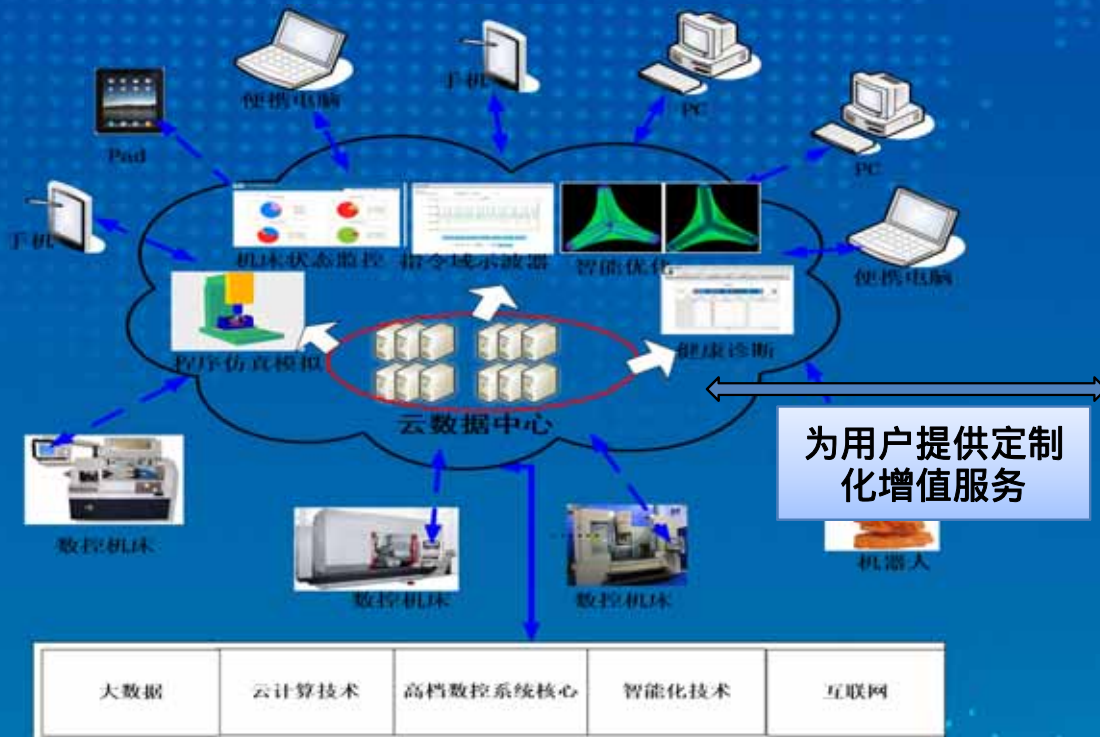 便携电脑
手机
PC
Pad
PC
手机
便携电脑
机床状态监控
指令域示波器
智能优化
程序仿真模拟
健康诊断
云数据中心
为用户提供定制
化增值服务
数控机床
数控机床
数控机床
机器人
大数据
云计算技术
高档数控系统核心
智能化技术
互联网